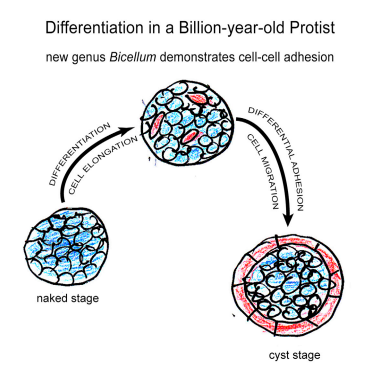 Differentiation in a Billion-year-old Protist
new genus Bicellum demonstrates cell-cell adhesion
DIFFERENTIATION
CELL ELONGATION
DIFFERENTIAL ADHESION
CELL MIGRATION
naked stage
cyst stage